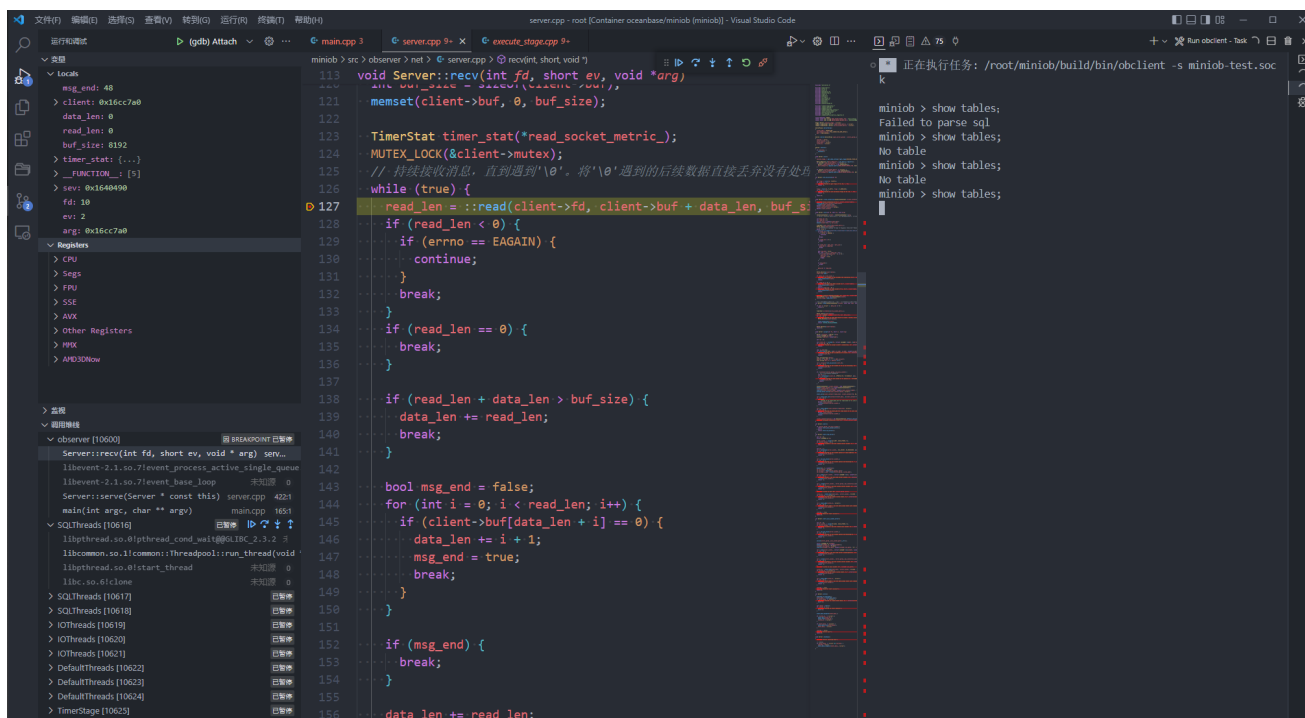 文件(F) 编辑(E) 选择(S) 查看(V) 转到(G) 运行(R) 终端(T) 帮助(H)
server.cpp - root [Container oceanbase/miniob (miniob)] - Visual Studio Code
运行和调试
(gdb) Attach
变量
Locals
msg_end: 48
client: 0x16cc7a0
data_len: 0
read_len: 0
buf_size: 8192
timer_stat: {...}
__FUNCTION__: [5]
sev: 0x1640490
fd: 10
ev: 2
arg: 0x16cc7a0
Registers
CPU
Segs
FPU
SSE
AVX
Other Registers
MMX
AMD3DNow
监视
调用堆栈
observer [10600] 因 BREAKPOINT 已暂停
Server::recv(int fd, short ev, void * arg) serv...
libevent-2.1.so.7!event_process_active_single_queue
libevent-2.1.so.7!event_base_loop 未知源 0
Server::serve(Server * const this) server.cpp 422:1
main(int argc, char ** argv) main.cpp 165:1
SQLThreads [10616] 已暂停
libpthread.so.0!pthread_cond_wait@@GLIBC_2.3.2
libcommon.so.1!common::Threadpool::run_thread(void
libpthread.so.0!start_thread 未知源 0
libc.so.6!clone 未知源 0
SQLThreads [10617] 已暂停
SQLThreads [10618] 已暂停
IOThreads [10619] 已暂停
IOThreads [10620] 已暂停
IOThreads [10621] 已暂停
DefaultThreads [10622] 已暂停
DefaultThreads [10623] 已暂停
DefaultThreads [10624] 已暂停
TimerStage [10625] 已暂停
main.cpp 3 server.cpp 9+ execute_stage.cpp 9+
miniob > src > observer > net > server.cpp > recv(int, short, void *)
113 void Server::recv(int fd, short ev, void *arg)
120 int buf_size = sizeof(client->buf);
121 memset(client->buf, 0, buf_size);
122
123 TimerStat timer_stat(*read_socket_metric_);
124 MUTEX_LOCK(&client->mutex);
125 // 持续接收消息，直到遇到'\0'。将'\0'遇到的后续数据直接丢弃没有处理
126 while (true) {
127 read_len = ::read(client->fd, client->buf + data_len, buf_s
128 if (read_len < 0) {
129 if (errno == EAGAIN) {
130 continue;
131 }
132 break;
133 }
134 if (read_len == 0) {
135 break;
136 }
137
138 if (read_len + data_len > buf_size) {
139 data_len += read_len;
140 break;
141 }
142
143 bool msg_end = false;
144 for (int i = 0; i < read_len; i++) {
145 if (client->buf[data_len + i] == 0) {
146 data_len += i + 1;
147 msg_end = true;
148 break;
149 }
150 }
151
152 if (msg_end) {
153 break;
154 }
155
156 data_len += read_len;
75
Run obclient - Task
* 正在执行任务: /root/miniob/build/bin/obclient -s miniob-test.soc
k
miniob > show tables;
Failed to parse sql
miniob > show tables;
No table
miniob > show tables;
No table
miniob > show tables;